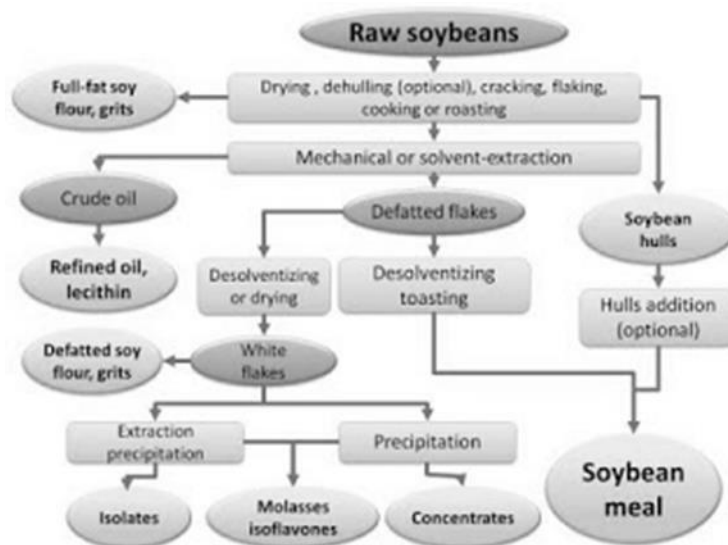 Raw soybeans
Full-fat soy
flour, grits
Drying , dehulling (optional), cracking, flaking,
cooking or roasting
Mechanical or solvent-extraction
Crude oil
Defatted flakes
Soybean
hulls
Refined oil,
lecithin
Desolventizing
or drying
Desolventizing
toasting
Hulls addition
(optional)
Defatted soy
flour, grits
White
flakes
Extraction
precipitation
Precipitation
Soybean
meal
Isolates
Molasses
isoflavones
Concentrates